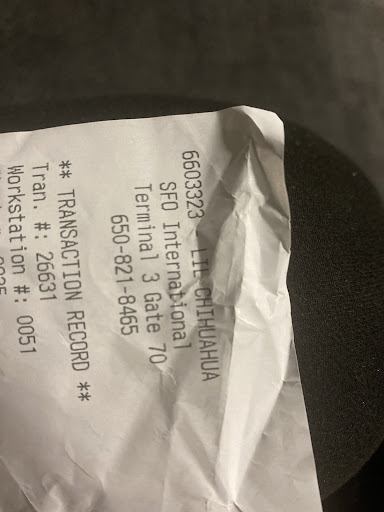 6603323 LIL CHIHUAHUA
SFO International
Terminal 3 Gate 70
650-821-8465
** TRANSACTION RECORD **
Tran. #: 26631
Workstation #: 0051